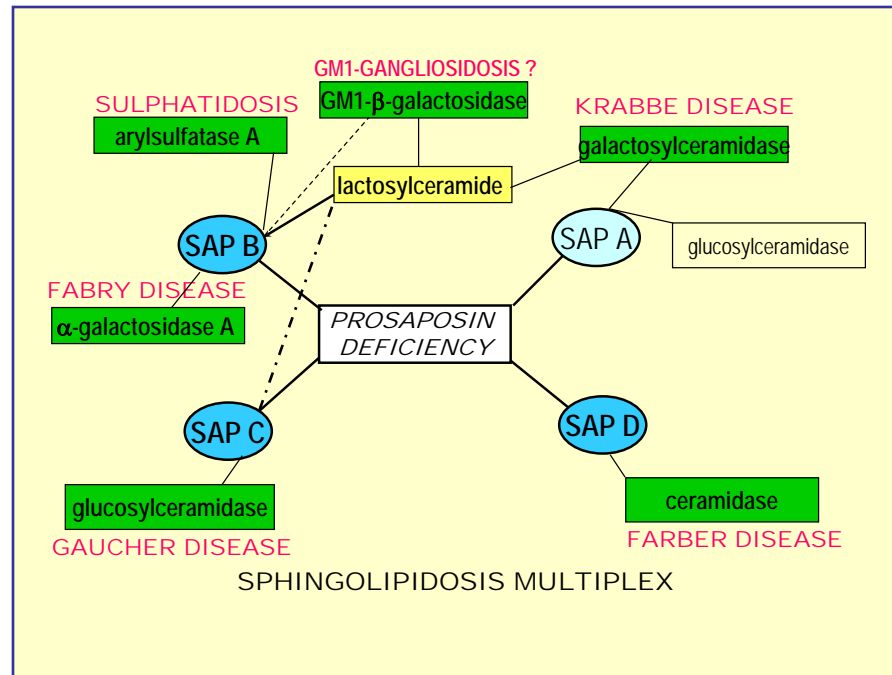 GM1-GANGLIOSIDOSIS ?
GM1-β-galactosidase
SULPHATIDOSIS
arylsulfatase A
KRABBE DISEASE
galactosylceramidase
lactosylceramide
SAP B
SAP A
glucosylceramidase
FABRY DISEASE
α-galactosidase A
PROSAPOSIN
DEFICIENCY
SAP C
SAP D
glucosylceramidase
GAUCHER DISEASE
ceramidase
FARBER DISEASE
SPHINGOLIPIDOSIS MULTIPLEX